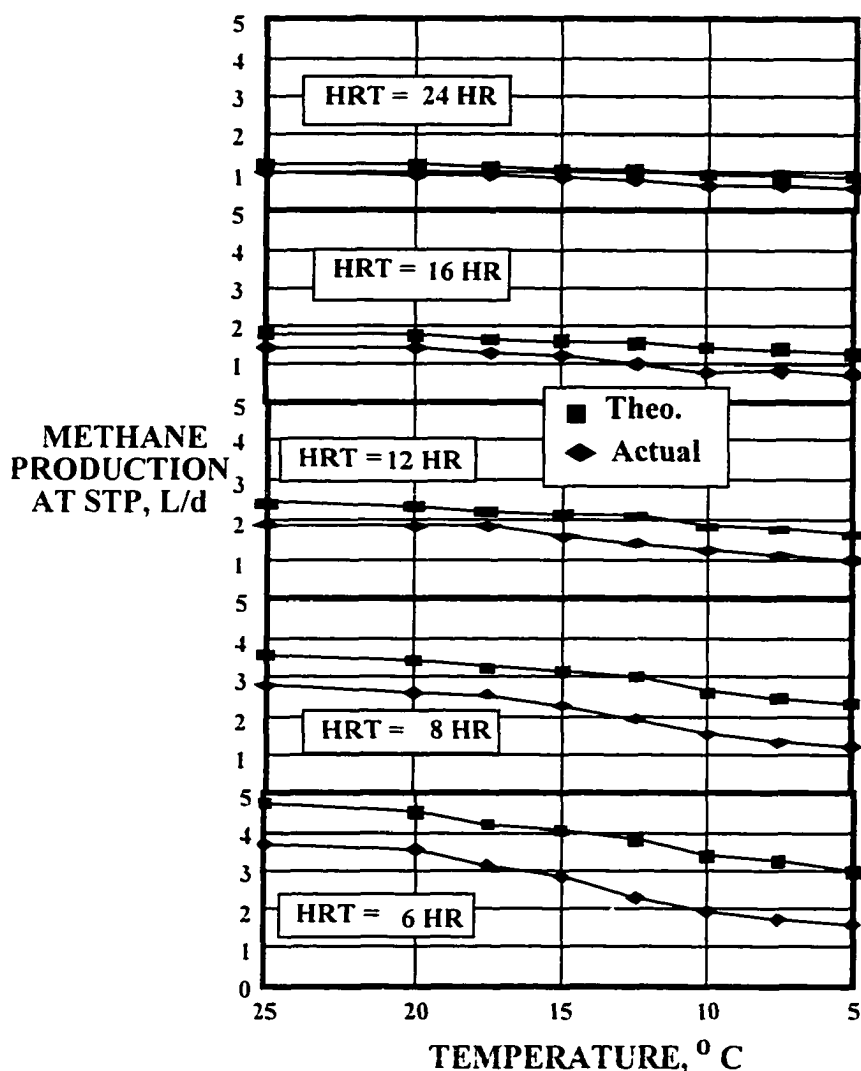 5
4
3
HRT = 24 HR
2
1
5
4
HRT = 16 HR
3
2
1
5
Theo.
METHANE
PRODUCTION
AT STP, L/d
4
Actual
HRT = 12 HR
3
2
1
5
4
3
2
HRT = 8 HR
1
5
4
3
2
HRT = 6 HR
1
0
25 20 15 10 5
TEMPERATURE, ° C